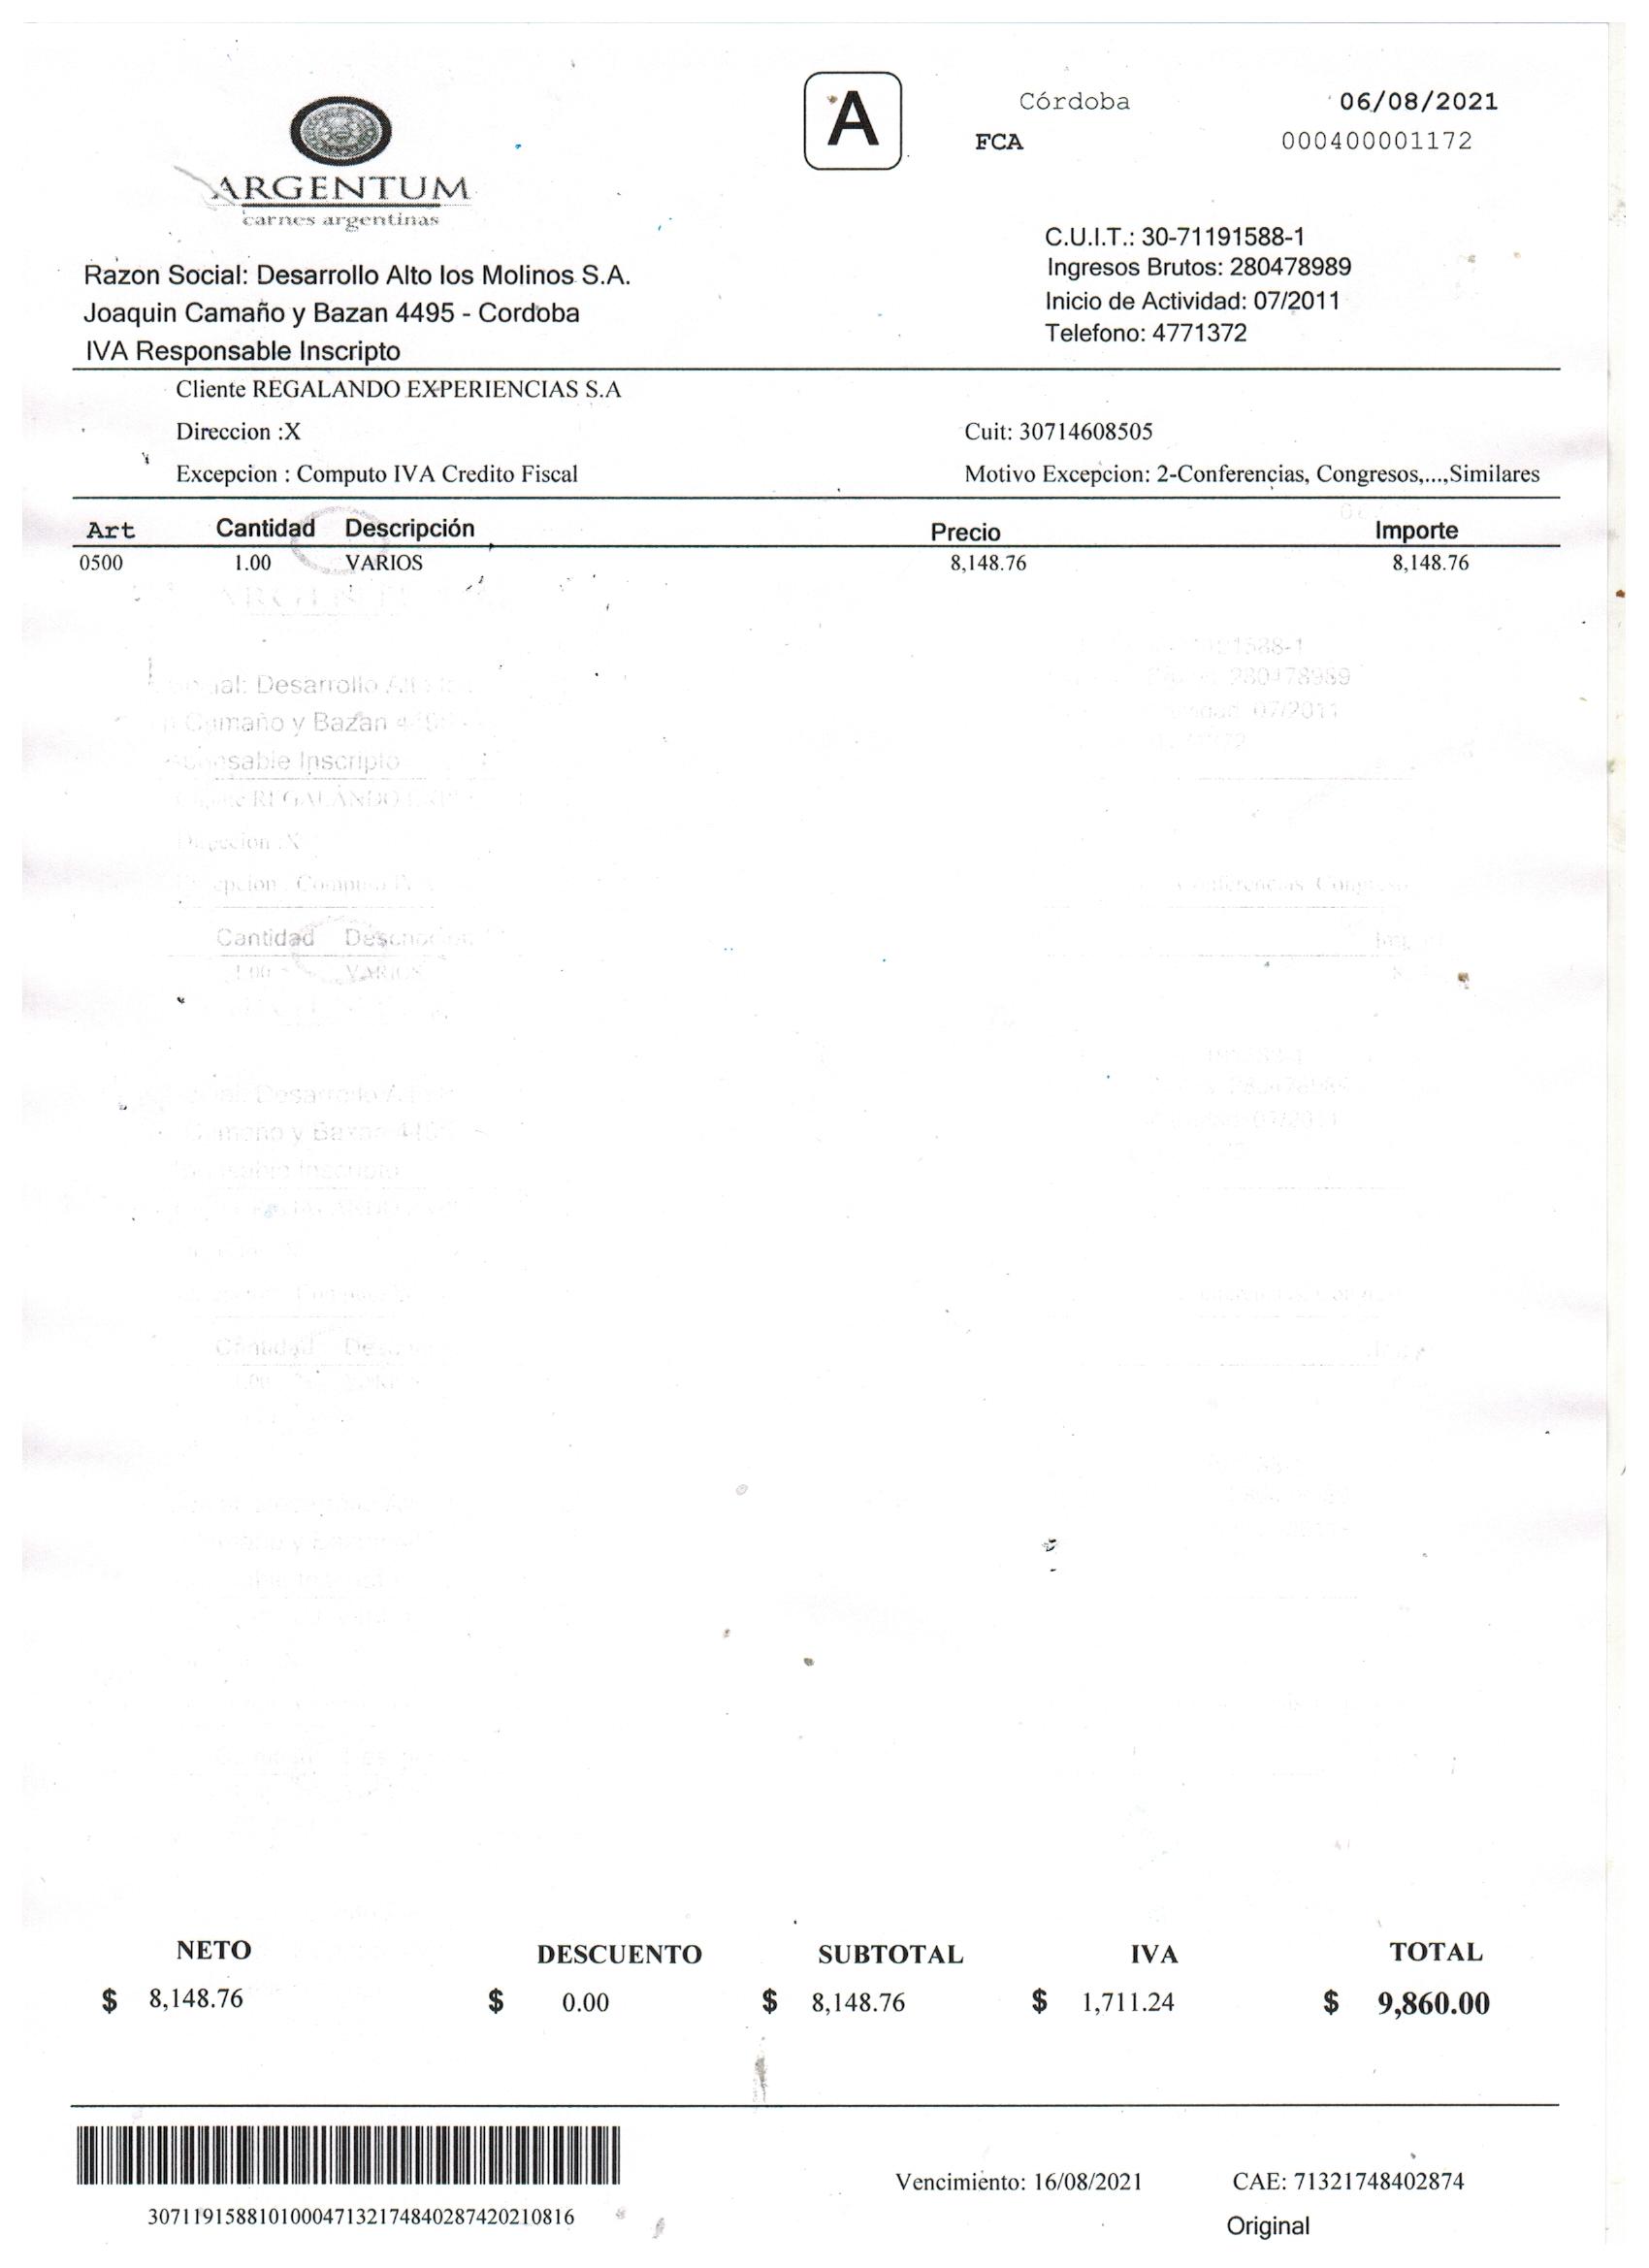 A
Córdoba 06/08/2021
FCA 000400001172
ARGENTUM
carnes argentinas
C.U.I.T.: 30-71191588-1
Razon Social: Desarrollo Alto los Molinos S.A.
Ingresos Brutos: 280478989
Joaquin Camaño y Bazan 4495 - Cordoba
Inicio de Actividad: 07/2011
IVA Responsable Inscripto
Telefono: 4771372
Cliente REGALANDO EXPERIENCIAS S.A
Direccion :X Cuit: 30714608505
Excepcion : Computo IVA Credito Fiscal Motivo Excepcion: 2-Conferencias, Congresos,...,Similares
Art Cantidad Descripción Precio Importe
0500 1.00 VARIOS 8,148.76 8,148.76
NETO DESCUENTO SUBTOTAL IVA TOTAL
$ 8,148.76 $ 0.00 $ 8,148.76 $ 1,711.24 $ 9,860.00
Vencimiento: 16/08/2021 CAE: 71321748402874
307119158810100047132174840287420210816
Original